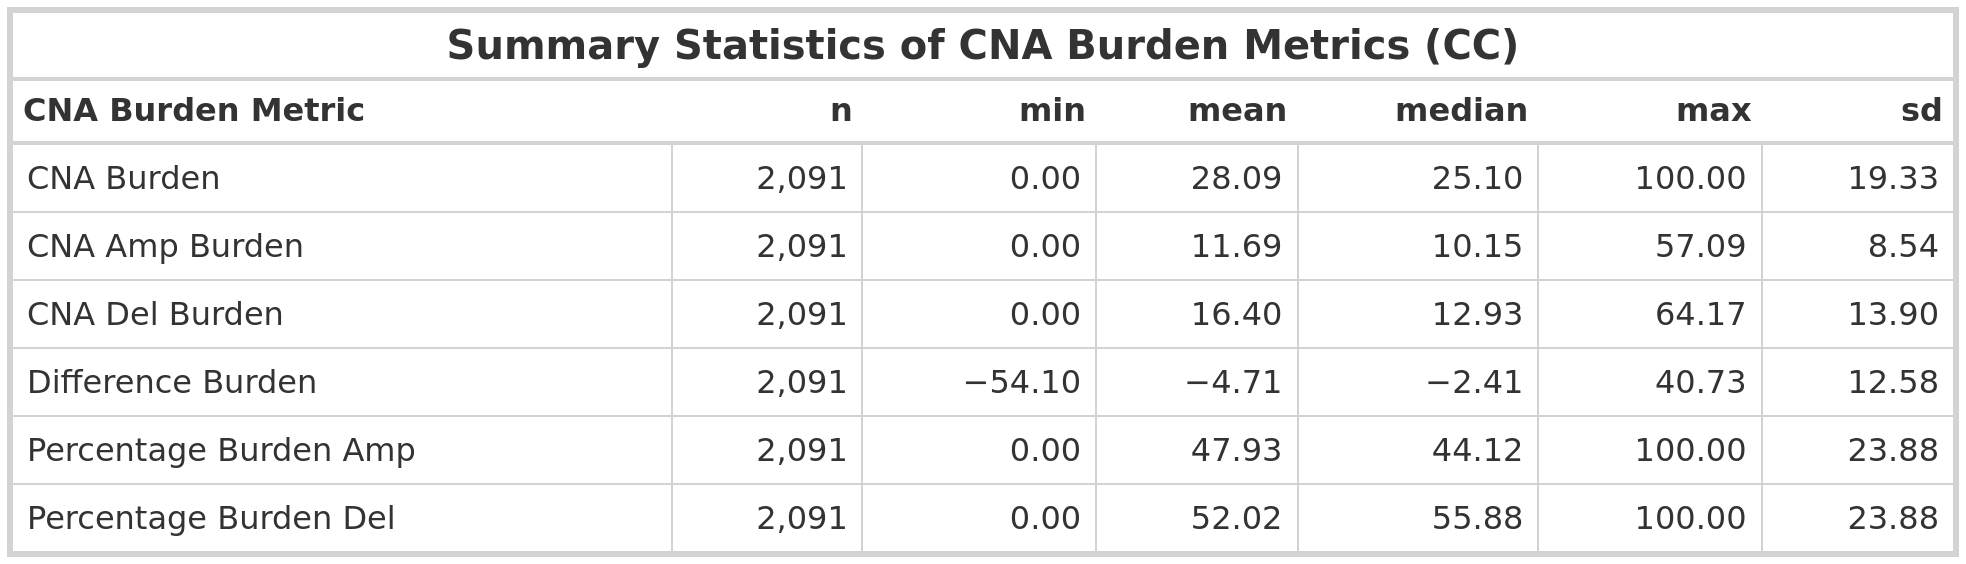 Summary Statistics of CNA Burden Metrics (CC)
CNA Burden Metric n min mean median max sd
CNA Burden 2,091 0.00 28.09 25.10 100.00 19.33
CNA Amp Burden 2,091 0.00 11.69 10.15 57.09 8.54
CNA Del Burden 2,091 0.00 16.40 12.93 64.17 13.90
Difference Burden 2,091 −54.10 −4.71 −2.41 40.73 12.58
Percentage Burden Amp 2,091 0.00 47.93 44.12 100.00 23.88
Percentage Burden Del 2,091 0.00 52.02 55.88 100.00 23.88